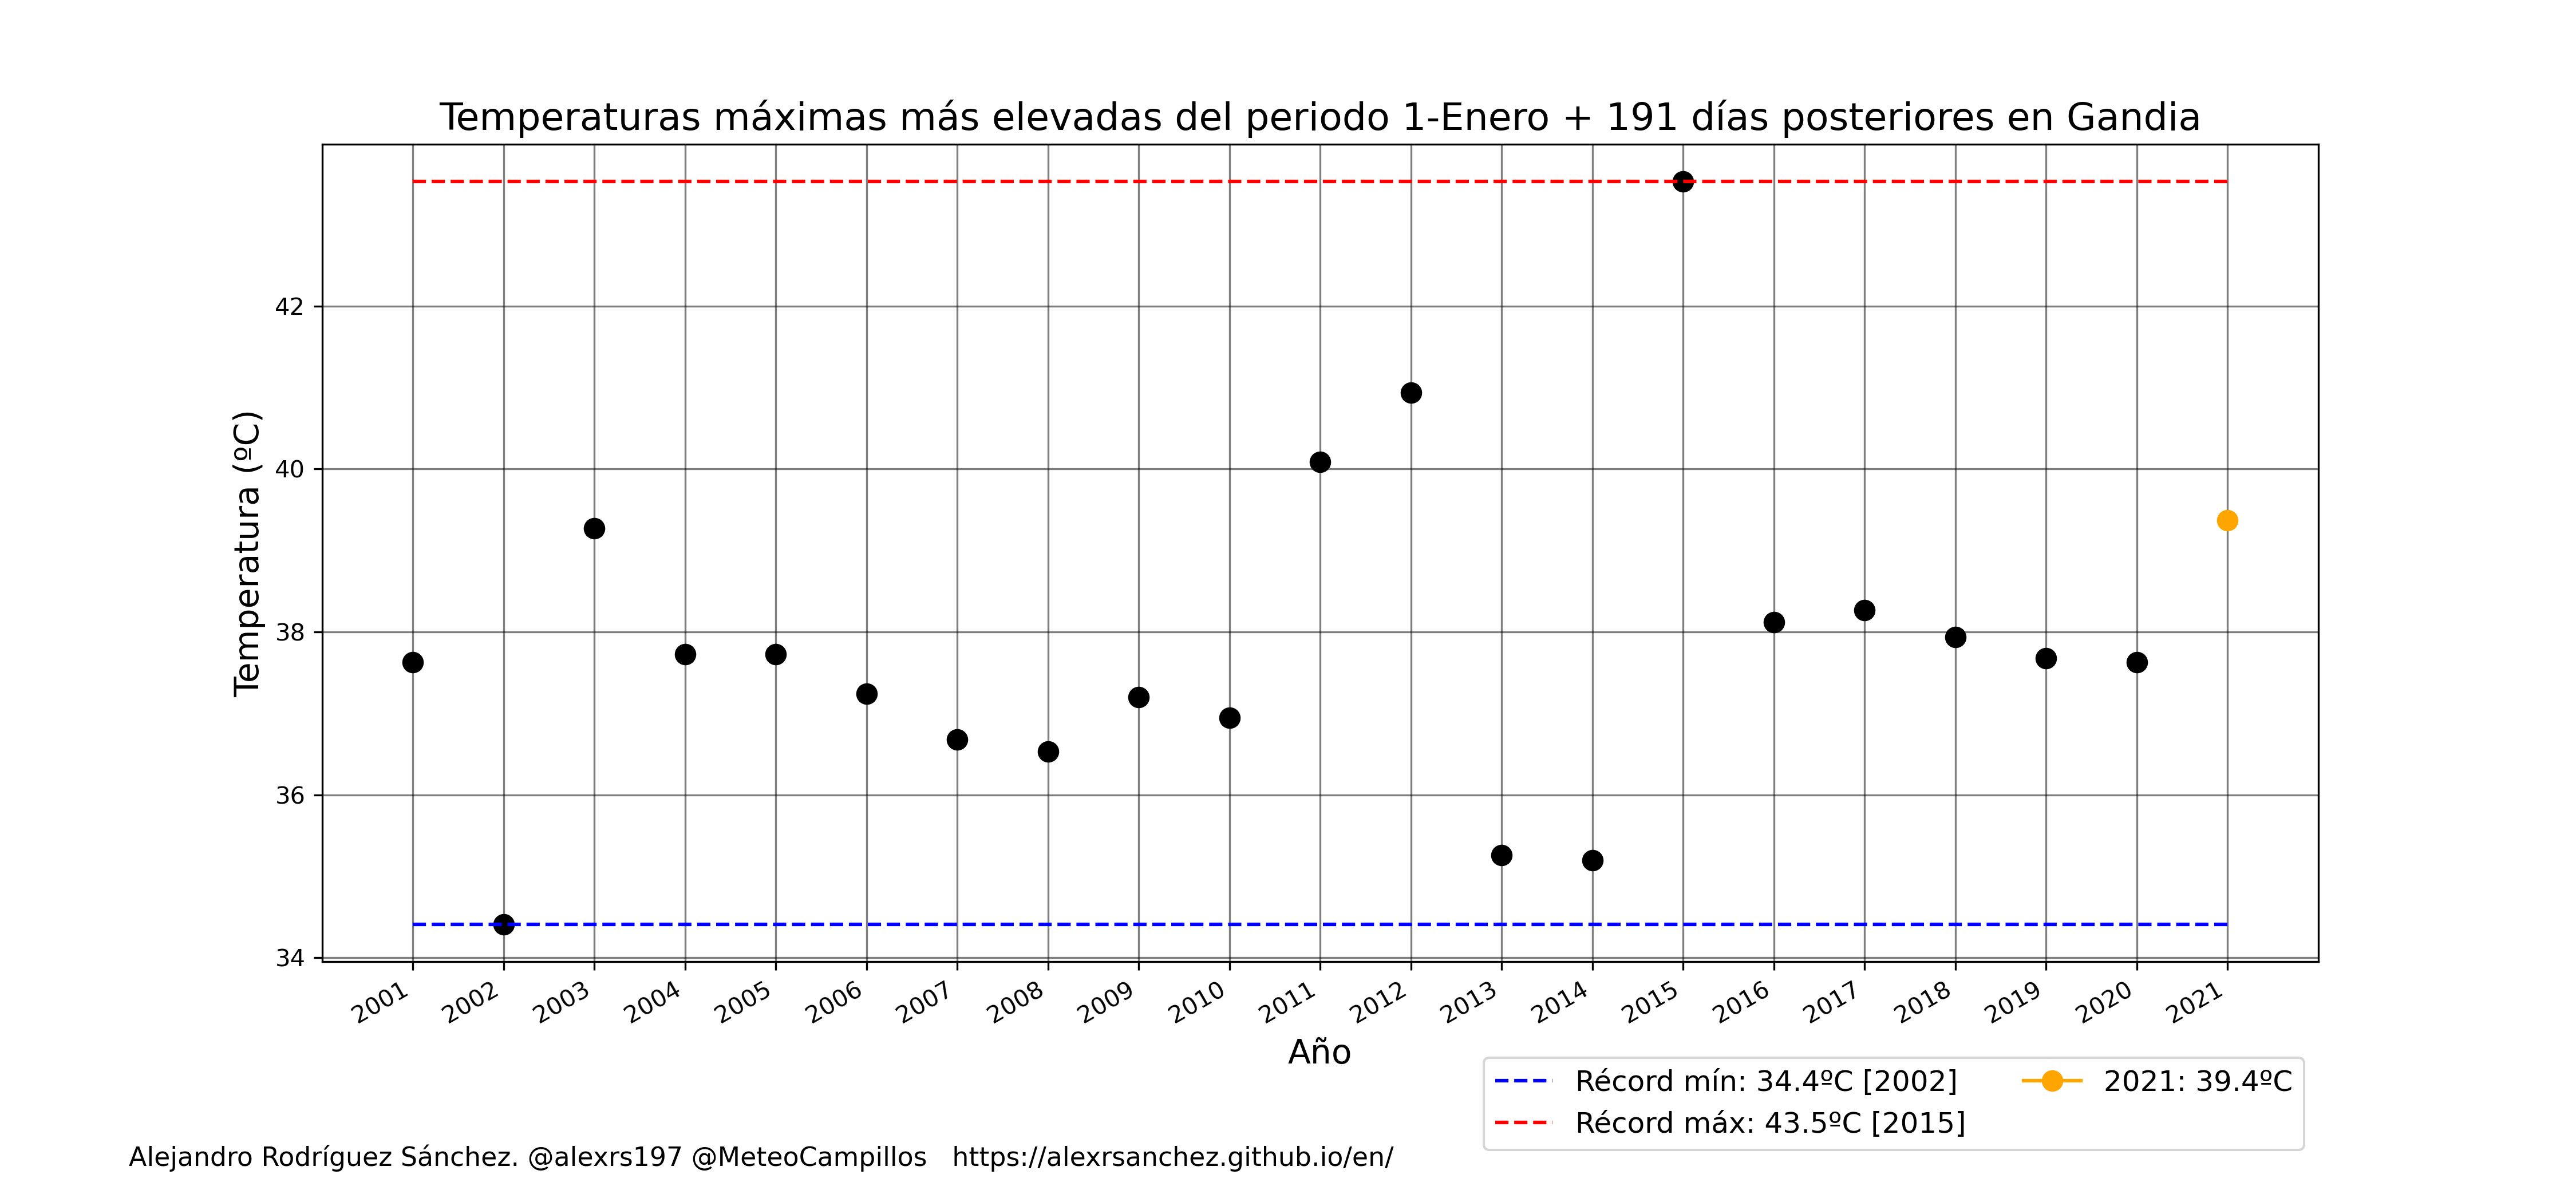 Temperaturas máximas más elevadas del periodo 1-Enero + 191 días posteriores en Gandia
Temperatura (ºC)
42
40
38
36
34
2001 2002 2003 2004 2005 2006 2007 2008 2009 2010 2011 2012 2013 2014 2015 2016 2017 2018 2019 2020 2021
Año
Récord mín: 34.4ºC [2002] 2021: 39.4ºC
Récord máx: 43.5ºC [2015]
Alejandro Rodríguez Sánchez. @alexrs197 @MeteoCampillos https://alexrsanchez.github.io/en/